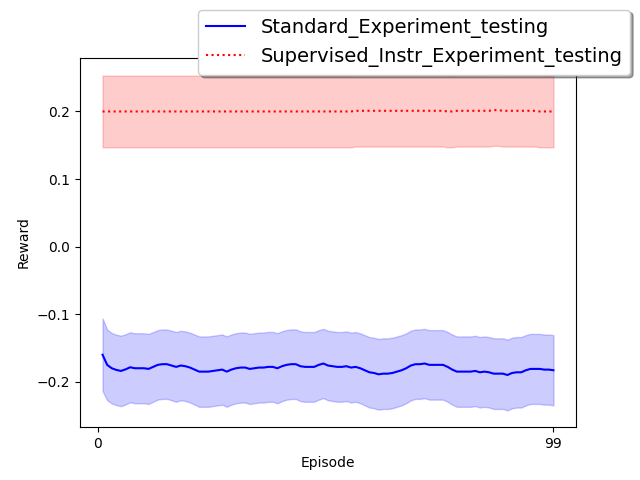 Standard_Experiment_testing
Supervised_Instr_Experiment_testing
0.2
0.1
0.0
−0.1
−0.2
Reward
0
99
Episode